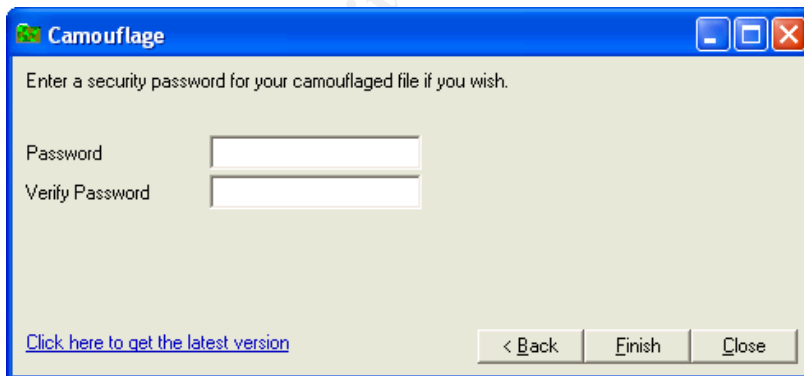 Camouflage
Enter a security password for your camouflaged file if you wish.
Password
Verify Password
Click here to get the latest version
< Back
Finish
Close